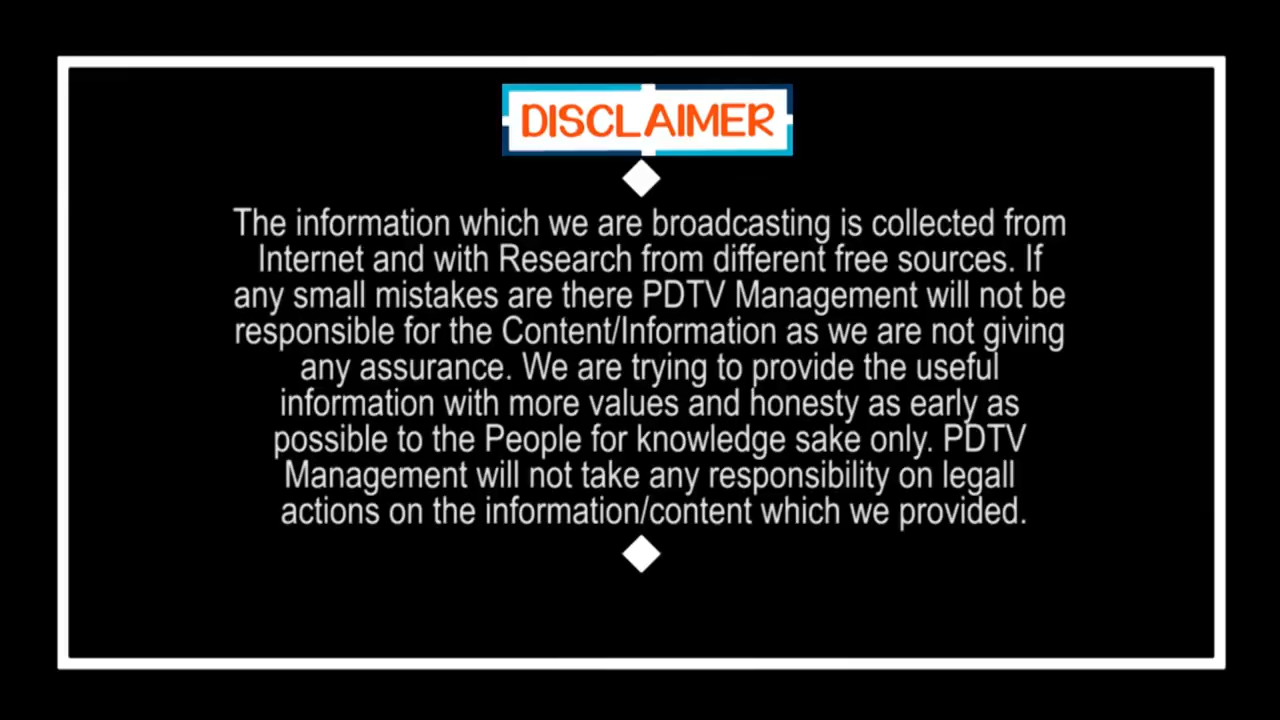 DISCLAIMER
The information which we are broadcasting is collected from
Internet and with Research from different free sources. If
any small mistakes are there PDTV Management will not be
responsible for the Content/Information as we are not giving
any assurance. We are trying to provide the useful
information with more values and honesty as early as
possible to the People for knowledge sake only. PDTV
Management will not take any responsibility on legall
actions on the information/content which we provided.